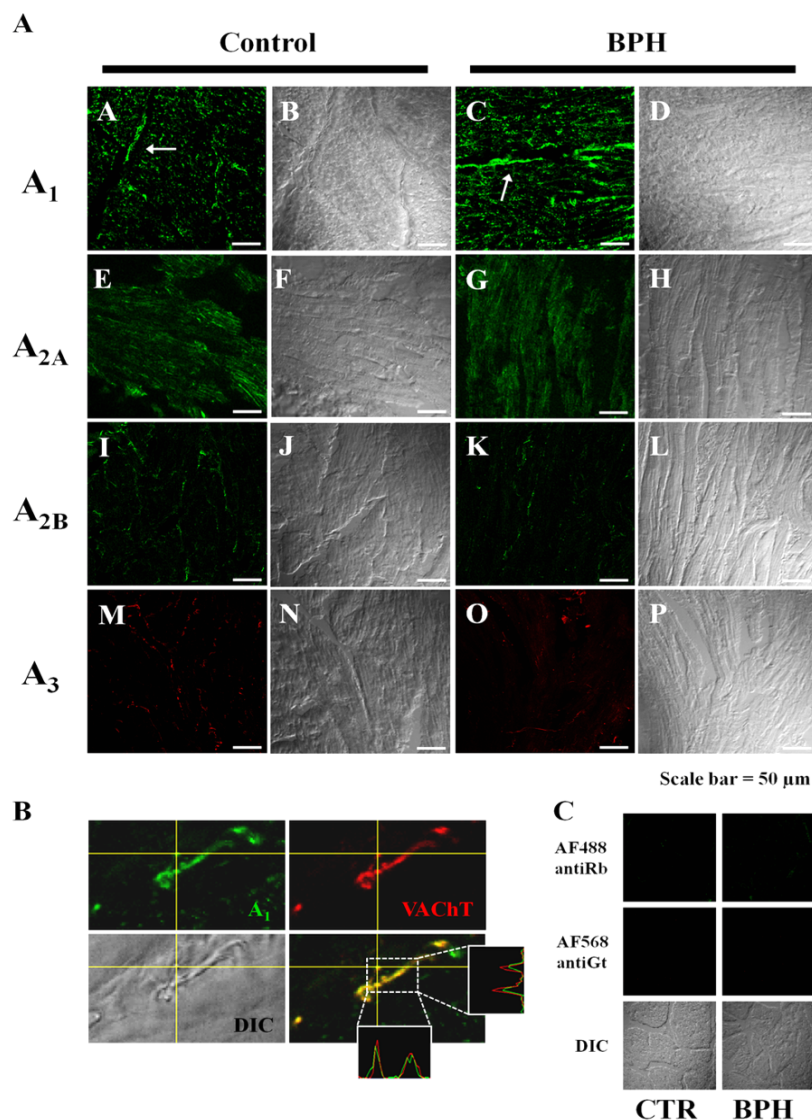 A
Control BPH
A B C D
A1
E F G H
A2A
I J K L
A2B
M N O P
A3
Scale bar = 50 µm
B C
AF488
antiRb
A1 VAChT
AF568
antiGt
DIC
DIC
CTR BPH